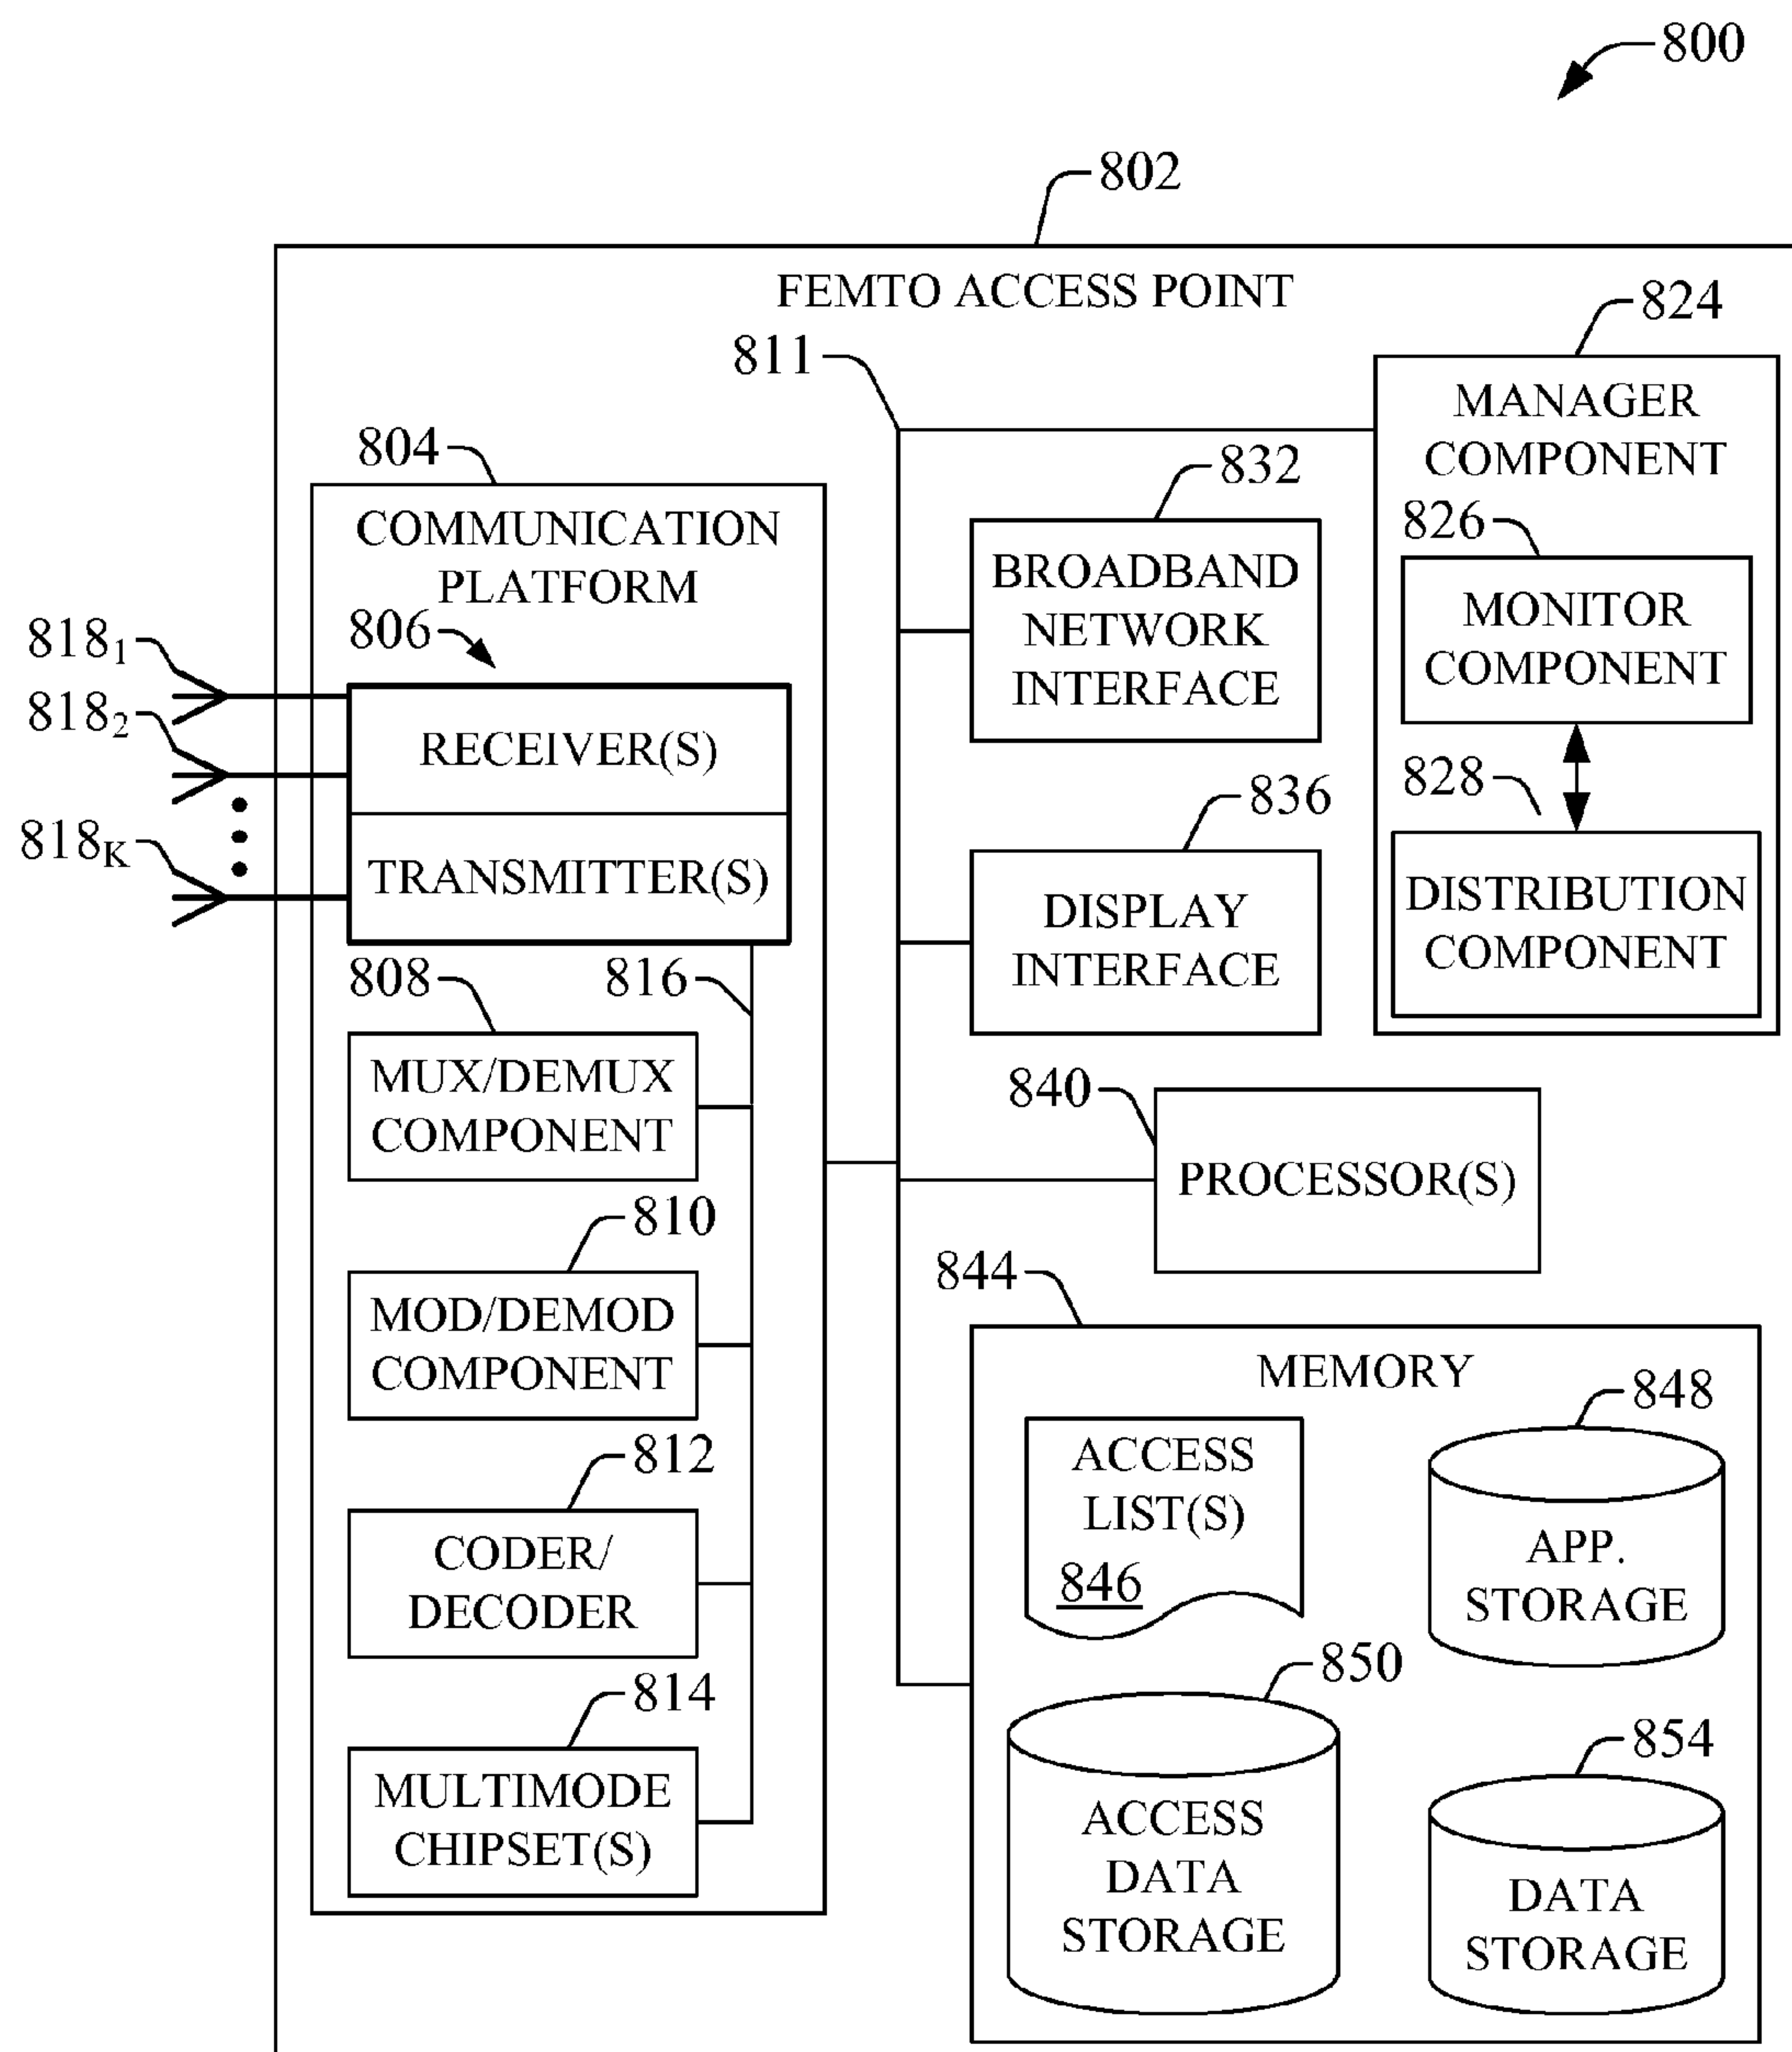 800
802
FEMTO ACCESS POINT
811
824
MANAGER
COMPONENT
826
MONITOR
COMPONENT
828
DISTRIBUTION
COMPONENT
804
COMMUNICATION
PLATFORM
806
818₁
818₂
818K
RECEIVER(S)
TRANSMITTER(S)
808
816
MUX/DEMUX
COMPONENT
810
MOD/DEMOD
COMPONENT
812
CODER/
DECODER
814
MULTIMODE
CHIPSET(S)
832
BROADBAND
NETWORK
INTERFACE
836
DISPLAY
INTERFACE
840
PROCESSOR(S)
844
MEMORY
ACCESS
LIST(S)
846
848
APP.
STORAGE
850
ACCESS
DATA
STORAGE
854
DATA
STORAGE